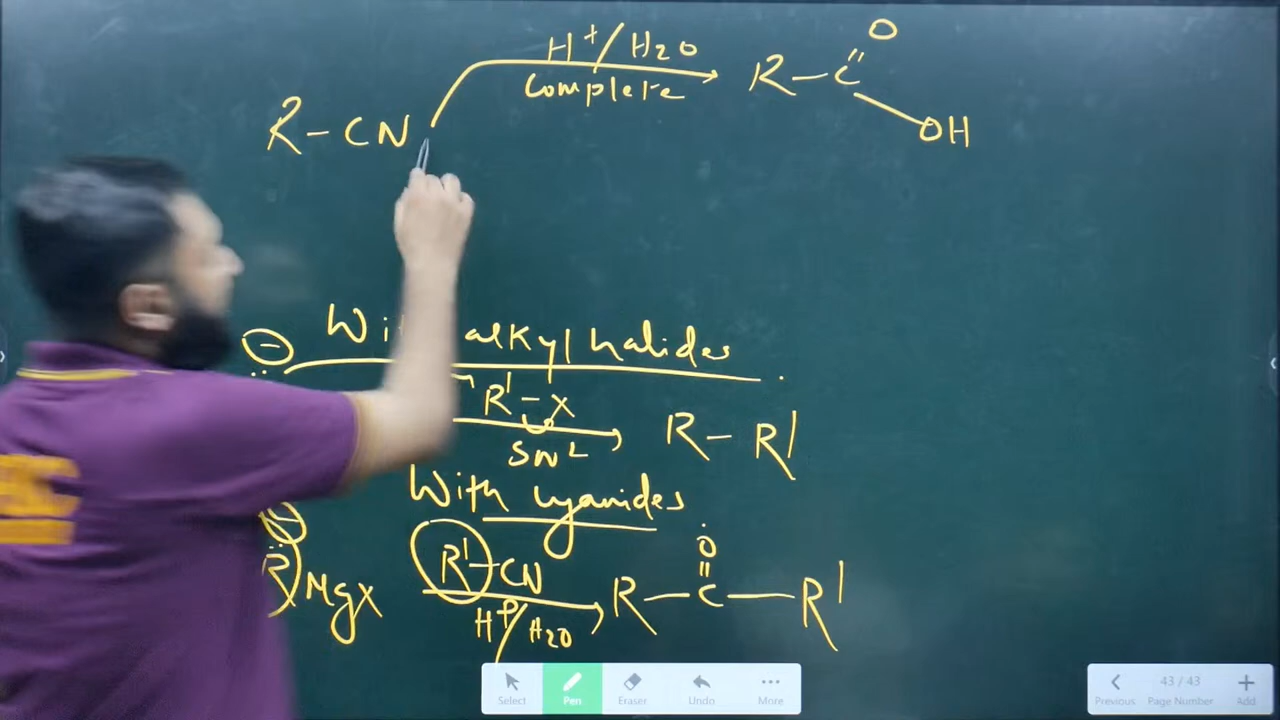 H⁺/H₂O
Complete
R–CN
R–C
O
OH
alkyl halides
R'–X
SN²
R–R'
With cyanides
R MgX
R'–CN
H⊕/H₂O
O
R–C–R'
Select
Pen
Eraser
Undo
More
Previous
43 / 43
Page Number
Add